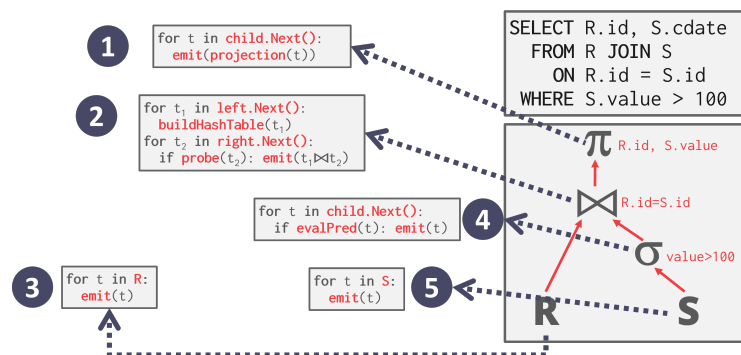 1
for t in child.Next():
emit(projection(t))
2
for t₁ in left.Next():
buildHashTable(t₁)
for t₂ in right.Next():
if probe(t₂): emit(t₁⨝t₂)
for t in child.Next():
if evalPred(t): emit(t)
4
3
for t in R:
emit(t)
for t in S:
emit(t)
5
SELECT R.id, S.cdate
FROM R JOIN S
ON R.id = S.id
WHERE S.value > 100
π R.id, S.value
⨝ R.id=S.id
σ value>100
R S